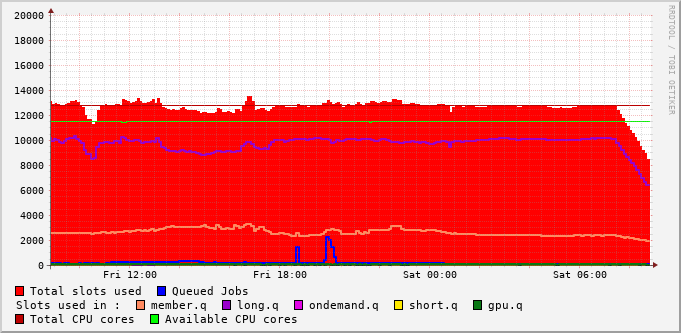 20000
18000
16000
14000
12000
10000
8000
6000
4000
2000
0
Fri 12:00 Fri 18:00 Sat 00:00 Sat 06:00
Total slots used Queued Jobs
Slots used in : member.q long.q ondemand.q short.q gpu.q
Total CPU cores Available CPU cores
RRDTOOL / TOBI OETIKER